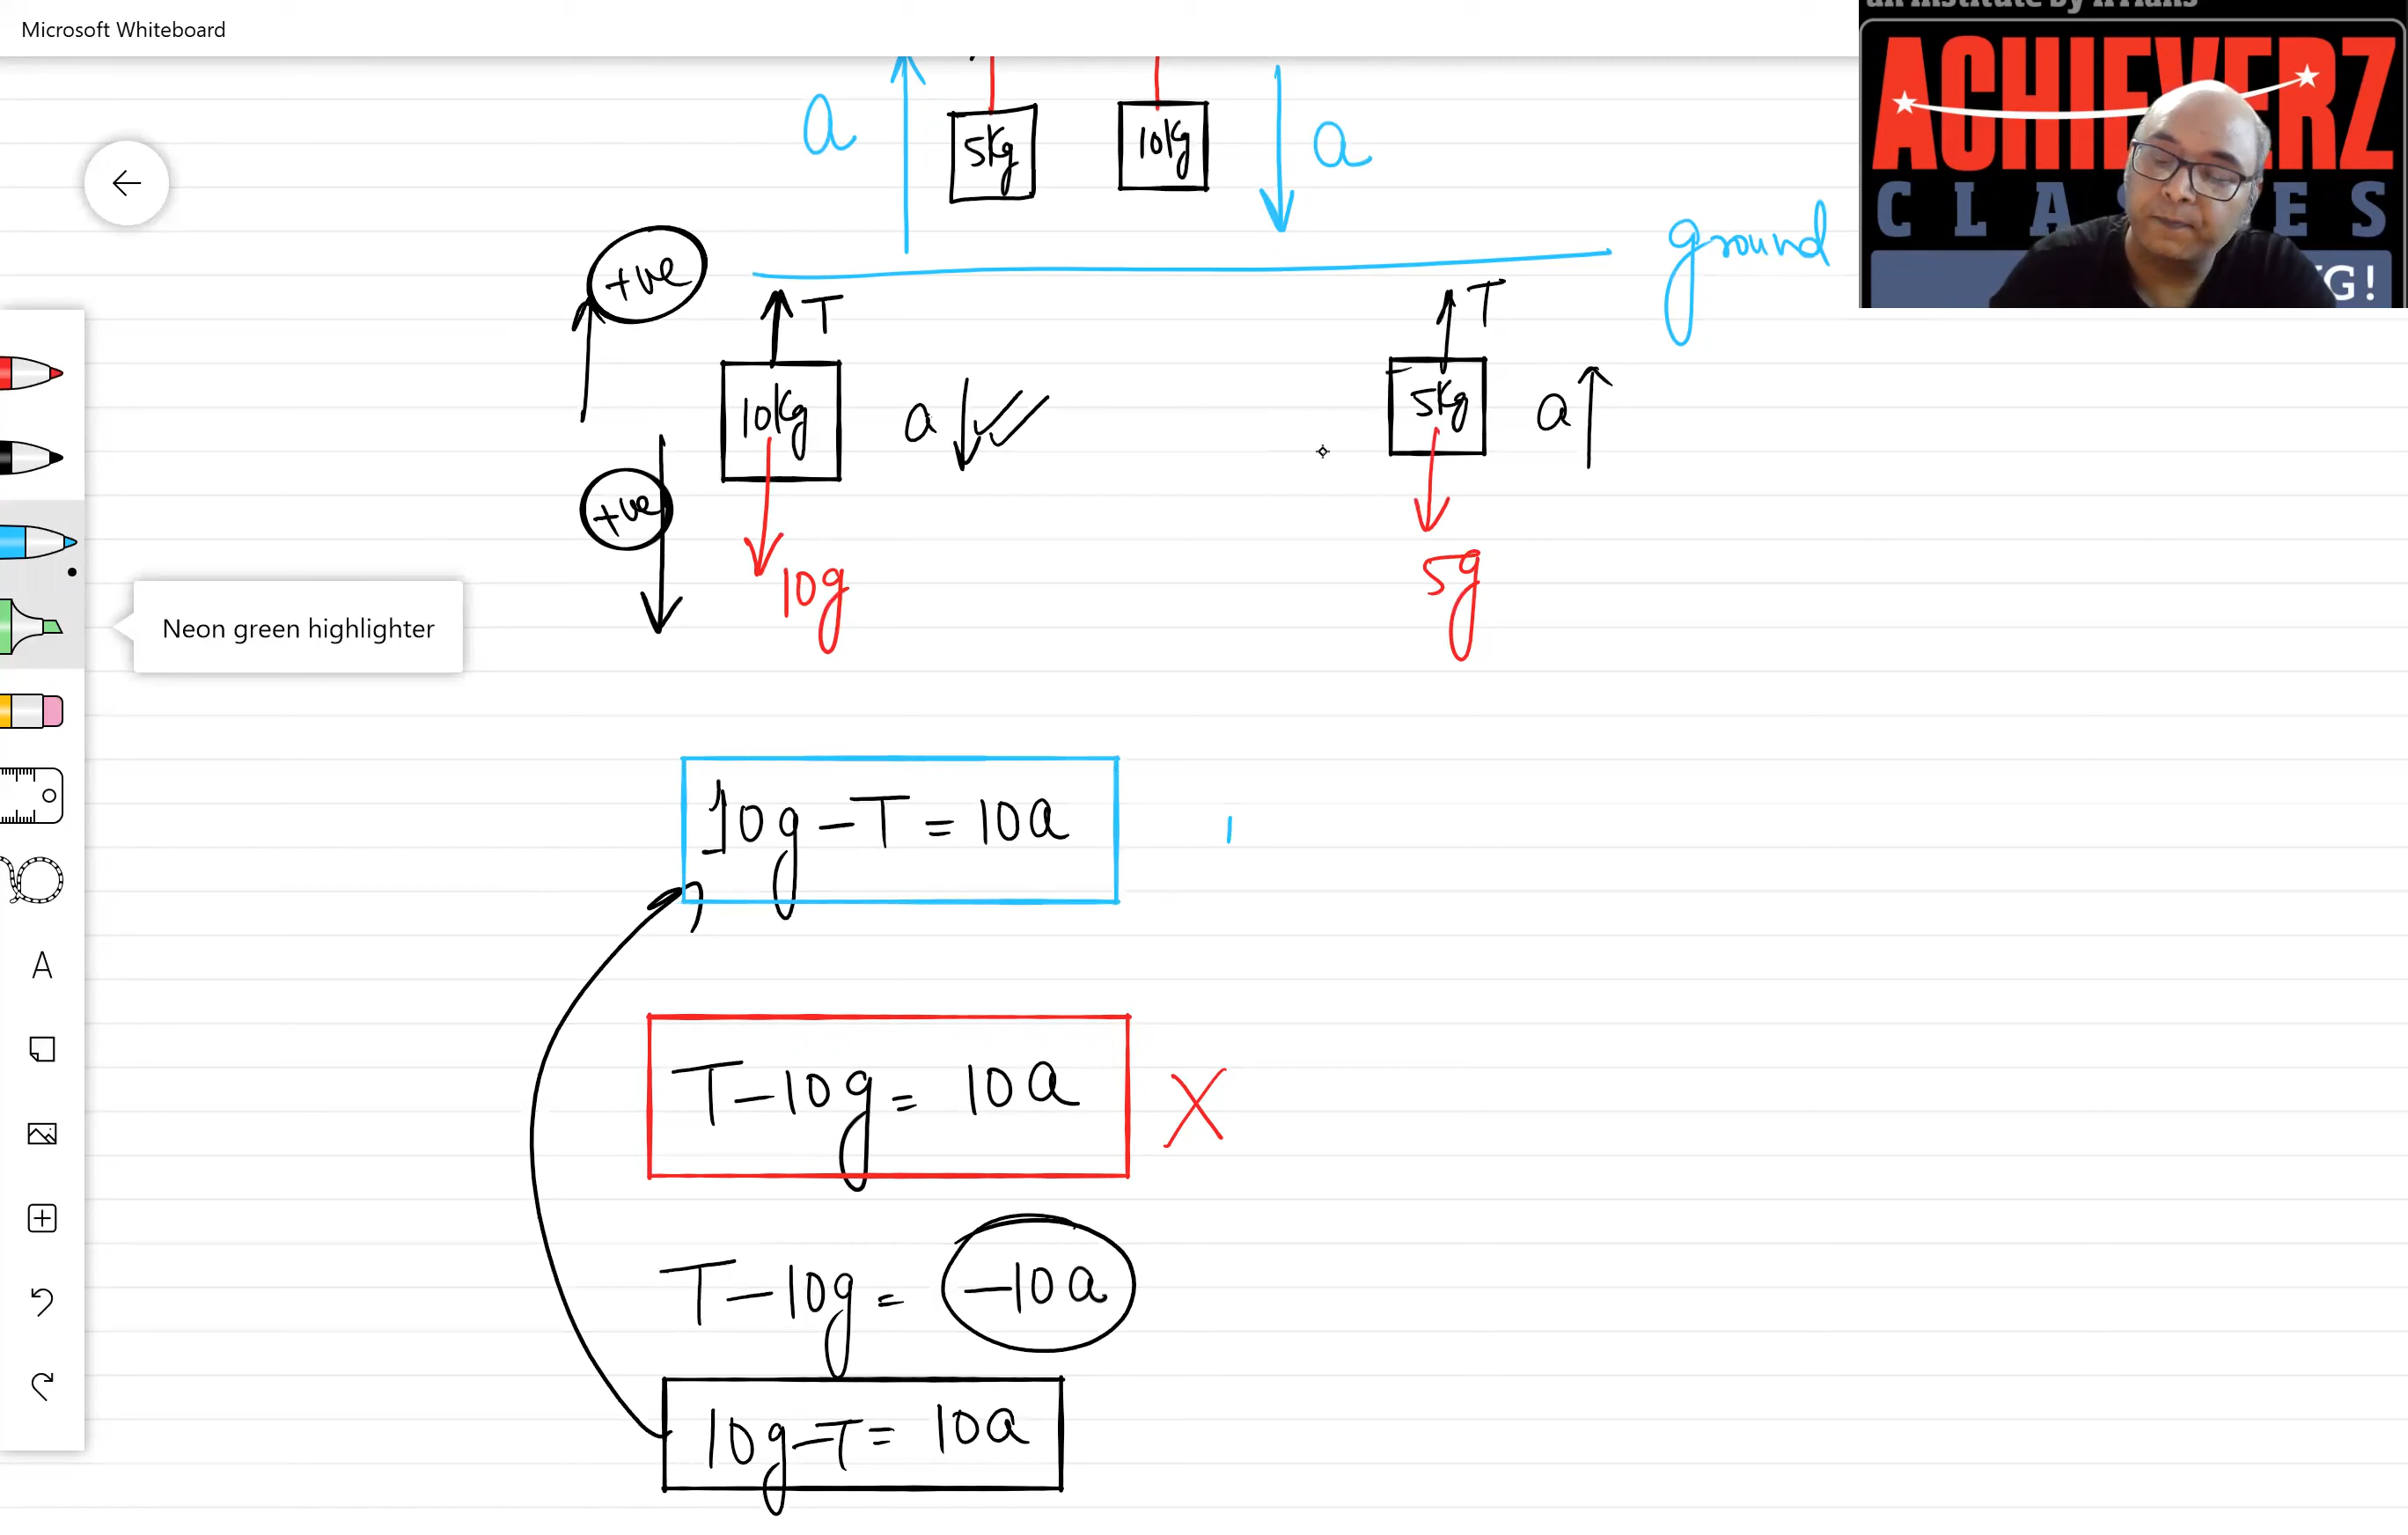 Microsoft Whiteboard
ACHIEVERZ
G!
a
5Kg
10Kg
a
ground
+ve
T
T
10Kg
a
5Kg
a
+ve
10g
5g
Neon green highlighter
10g – T = 10a
T – 10g = 10a X
A
T – 10g = –10a
10g – T = 10a